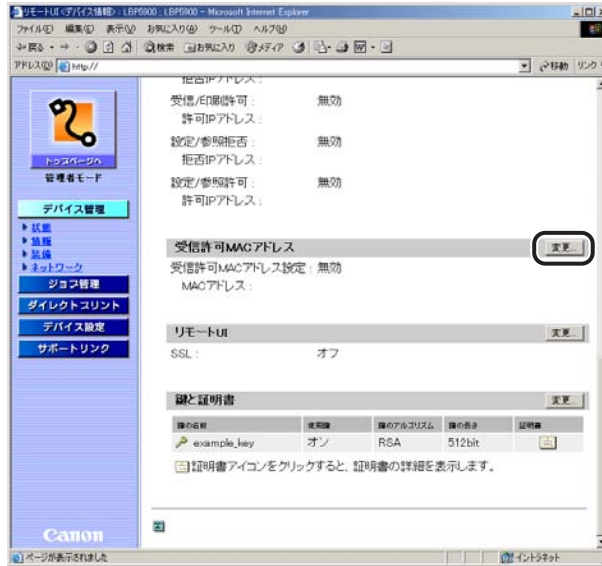 リモートUI<デバイス情報> : LBP5900 : LBP5900 - Microsoft Internet Explorer
ファイル(F) 編集(E) 表示(V) お気に入り(A) ツール(T) ヘルプ(H)
戻る 検索 お気に入り メディア
アドレス(D) http:// 移動 リンク
拒否IPアドレス :
受信/印刷許可 : 無効
許可IPアドレス :
設定/参照拒否 : 無効
拒否IPアドレス :
設定/参照許可 : 無効
許可IPアドレス :
トップページへ
管理者モード
デバイス管理
状態
情報
装備
ネットワーク
ジョブ管理
ダイレクトプリント
デバイス設定
サポートリンク
受信許可MACアドレス 変更...
受信許可MACアドレス設定 : 無効
MACアドレス :
リモートUI 変更...
SSL : オフ
鍵と証明書 変更...
鍵の名前 使用鍵 鍵のアルゴリズム 鍵の長さ 証明書
example_key オン RSA 512bit
証明書アイコンをクリックすると、証明書の詳細を表示します。
Canon
ページが表示されました イントラネット